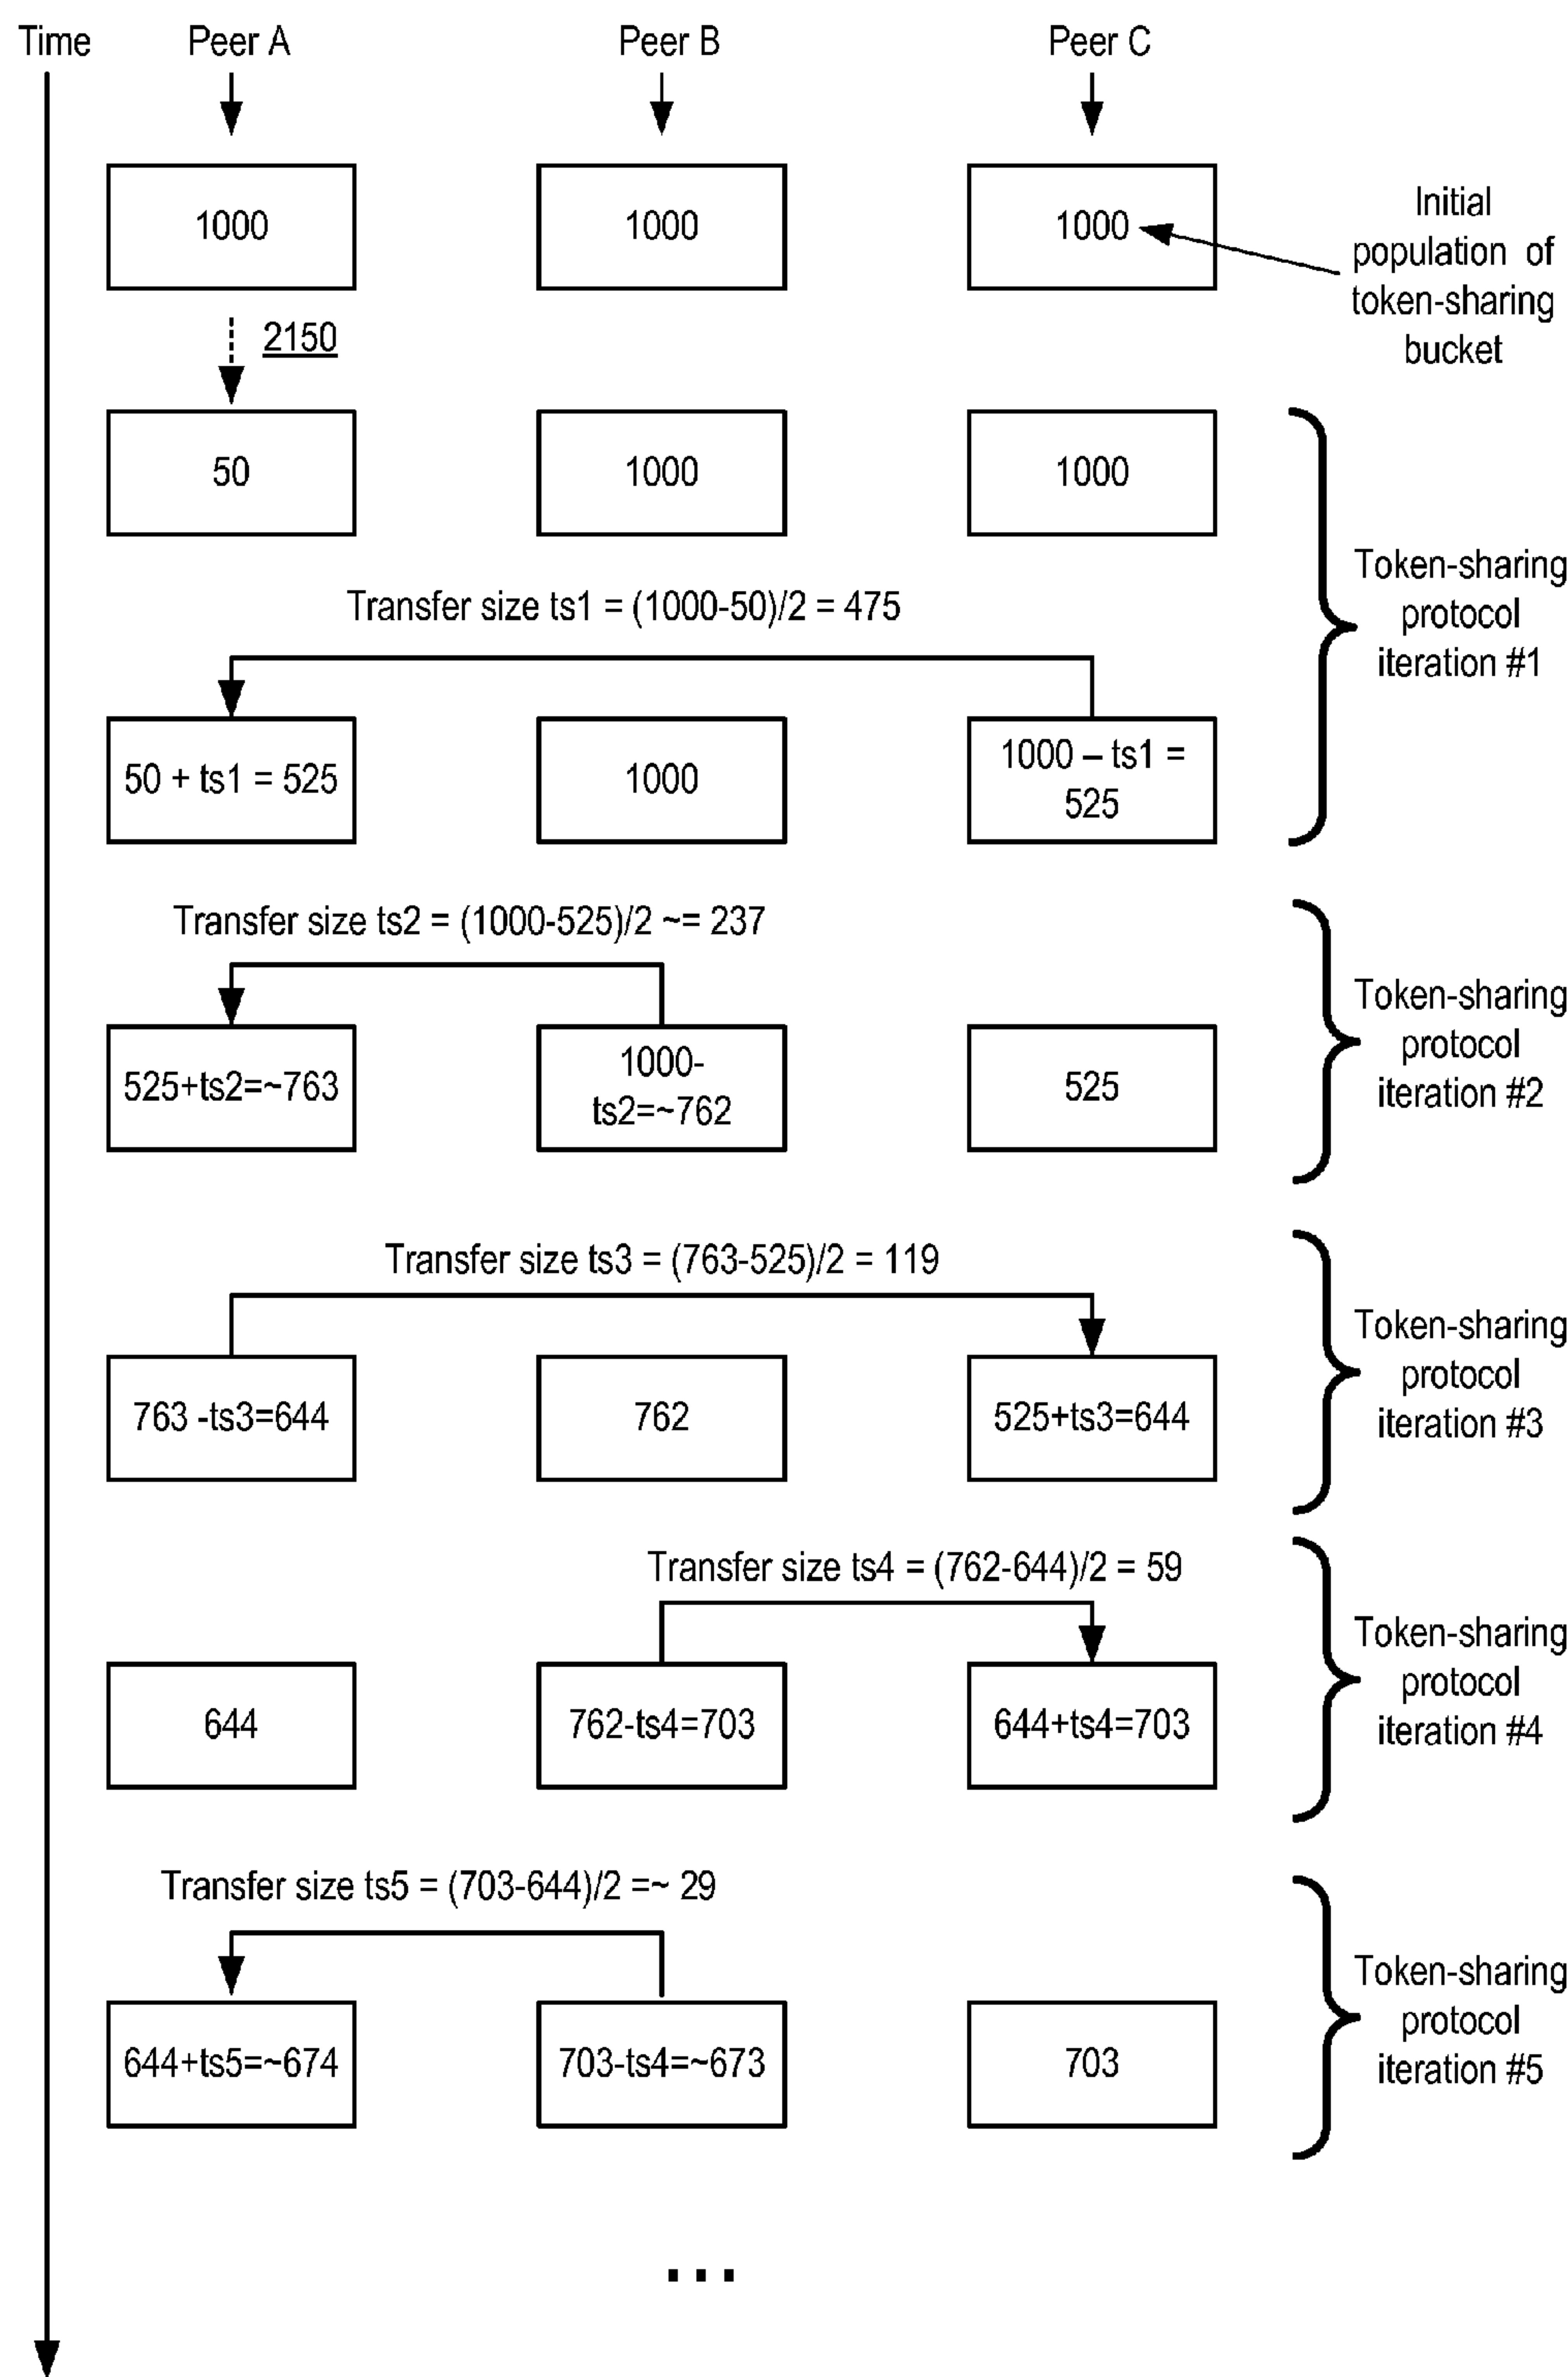 Time
Peer A
Peer B
Peer C
1000
1000
1000
Initial
population of
token-sharing
bucket
2150
50
1000
1000
Transfer size ts1 = (1000-50)/2 = 475
50 + ts1 = 525
1000
1000 – ts1 =
525
Token-sharing
protocol
iteration #1
Transfer size ts2 = (1000-525)/2 ~= 237
525+ts2=~763
1000-
ts2=~762
525
Token-sharing
protocol
iteration #2
Transfer size ts3 = (763-525)/2 = 119
763 -ts3=644
762
525+ts3=644
Token-sharing
protocol
iteration #3
Transfer size ts4 = (762-644)/2 = 59
644
762-ts4=703
644+ts4=703
Token-sharing
protocol
iteration #4
Transfer size ts5 = (703-644)/2 =~ 29
644+ts5=~674
703-ts4=~673
703
Token-sharing
protocol
iteration #5
...